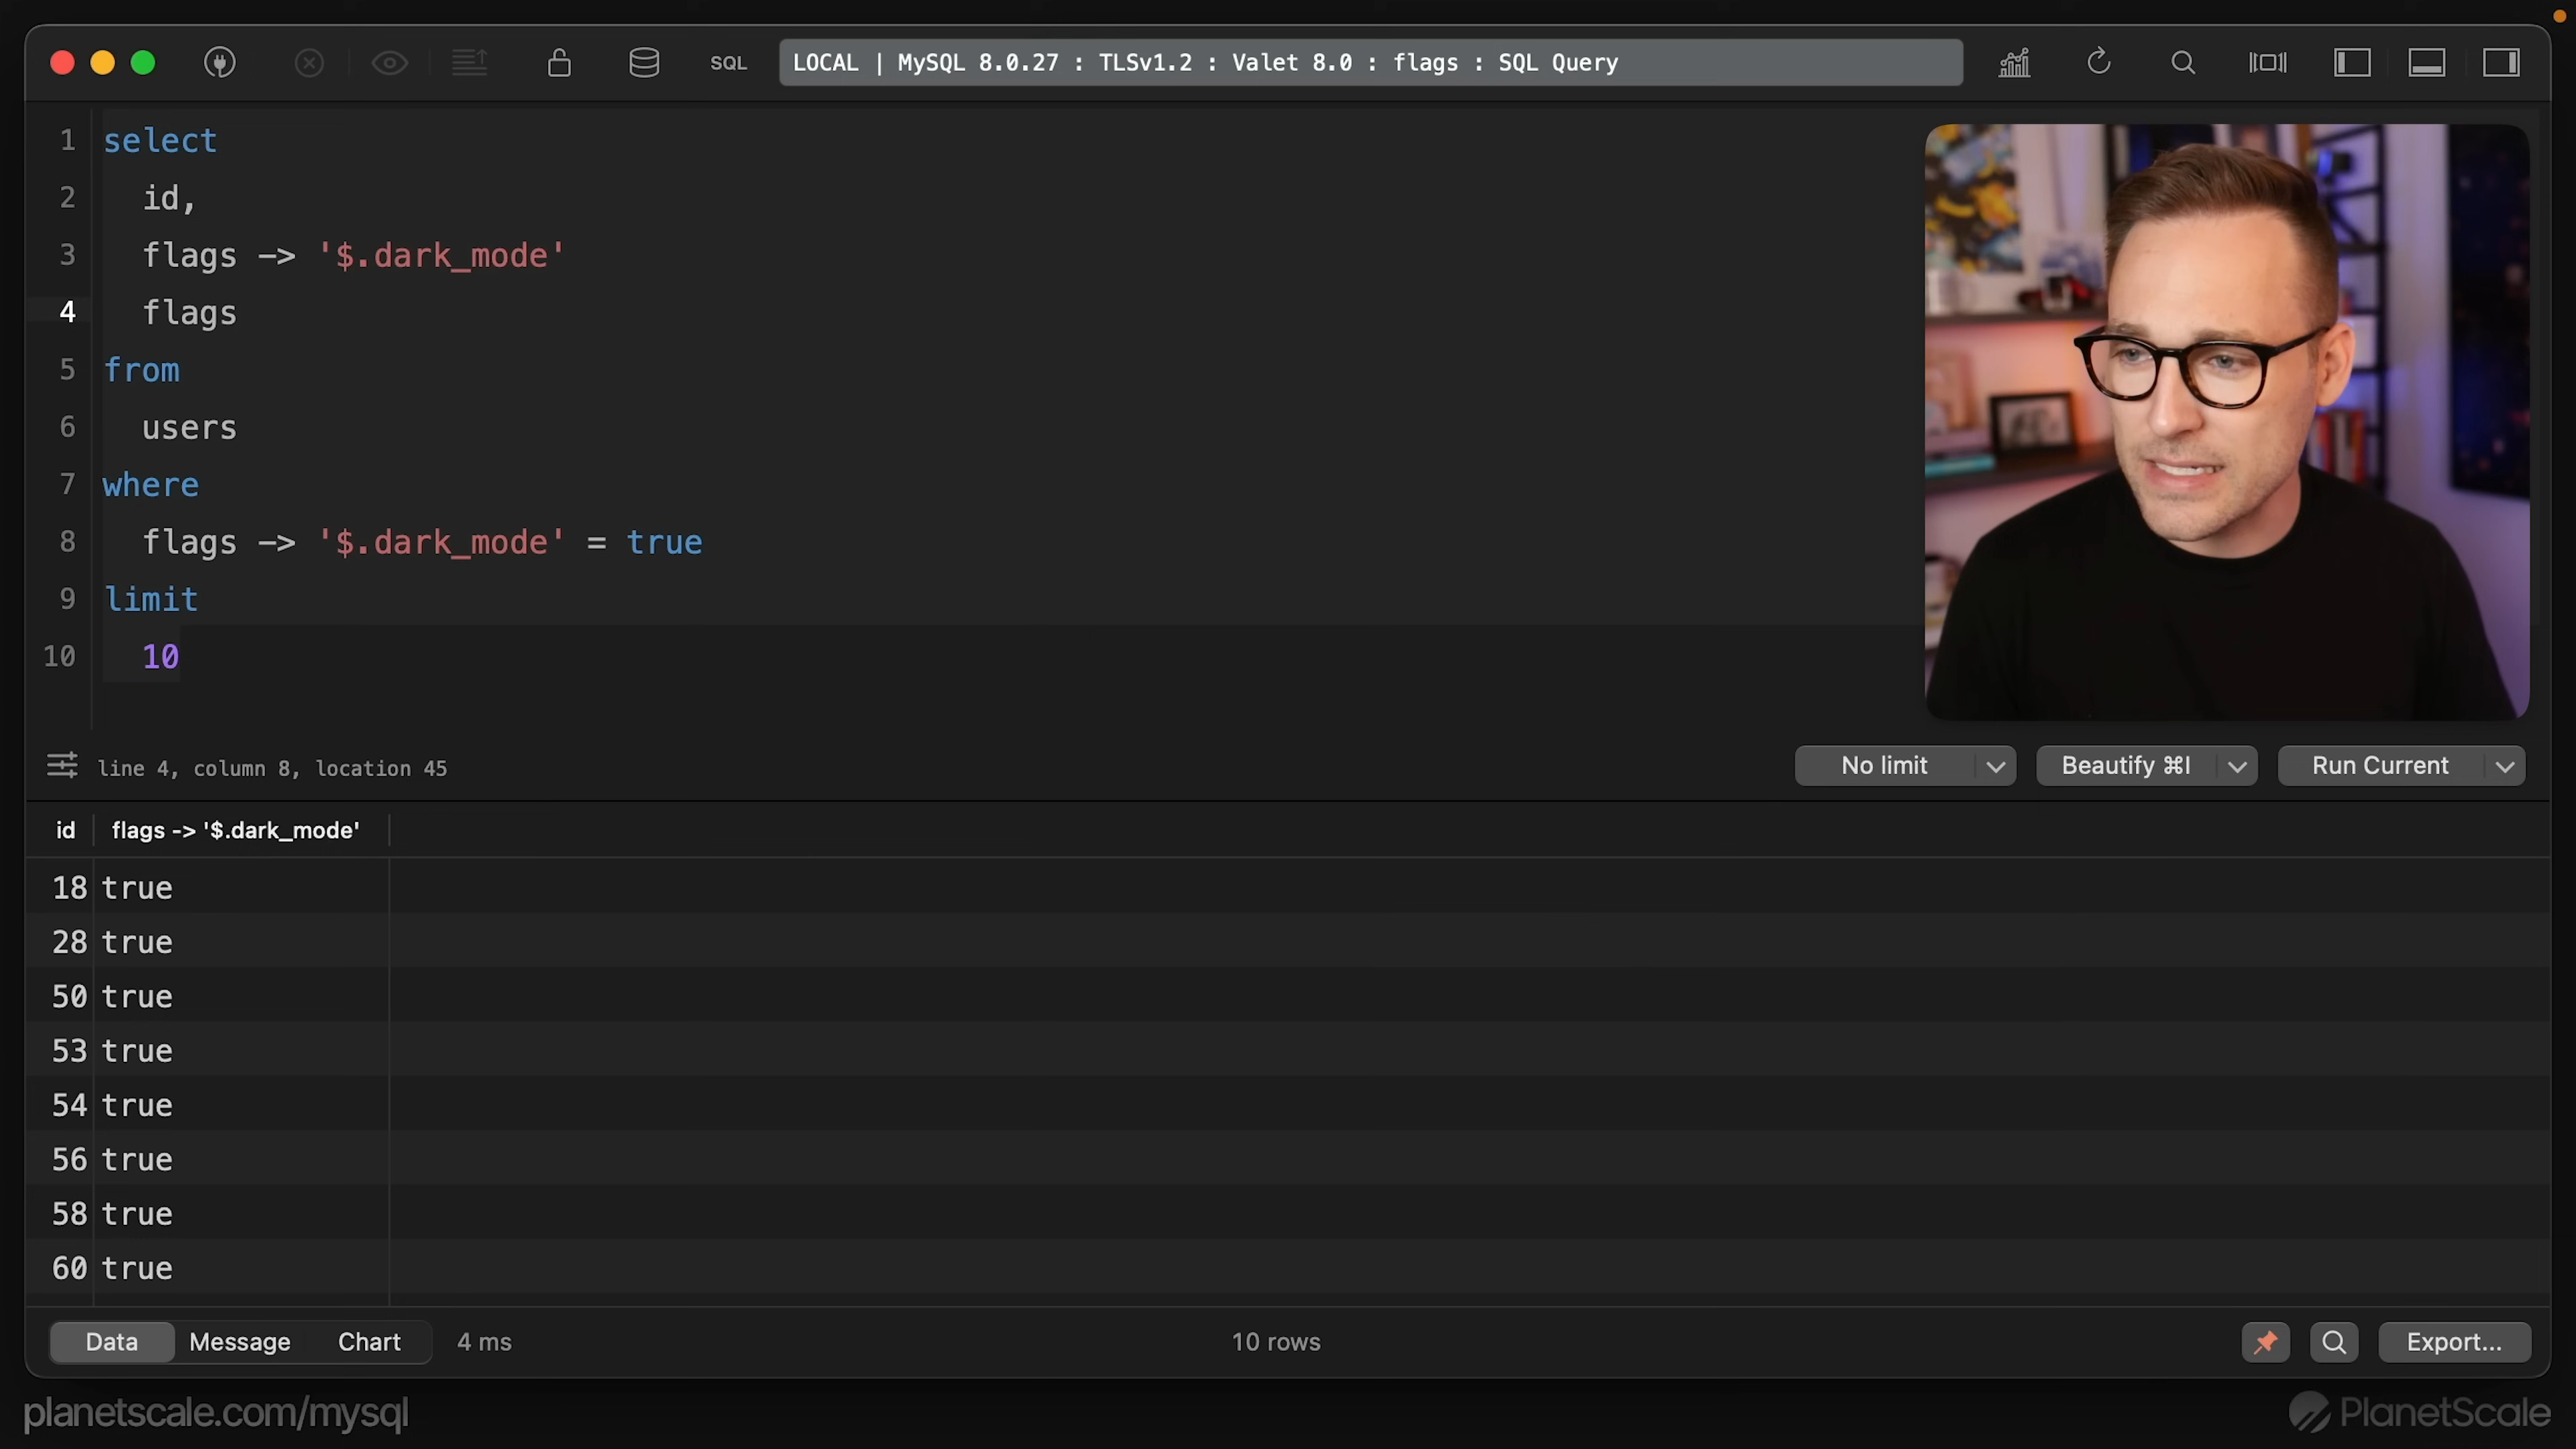 SQL
LOCAL | MySQL 8.0.27 : TLSv1.2 : Valet 8.0 : flags : SQL Query
1 select
2 id,
3 flags -> '$.dark_mode'
4 flags
5 from
6 users
7 where
8 flags -> '$.dark_mode' = true
9 limit
10 10
line 4, column 8, location 45
No limit
Beautify ⌘I
Run Current
id flags -> '$.dark_mode'
18 true
28 true
50 true
53 true
54 true
56 true
58 true
60 true
Data Message Chart 4 ms
10 rows
Export...
planetscale.com/mysql
PlanetScale